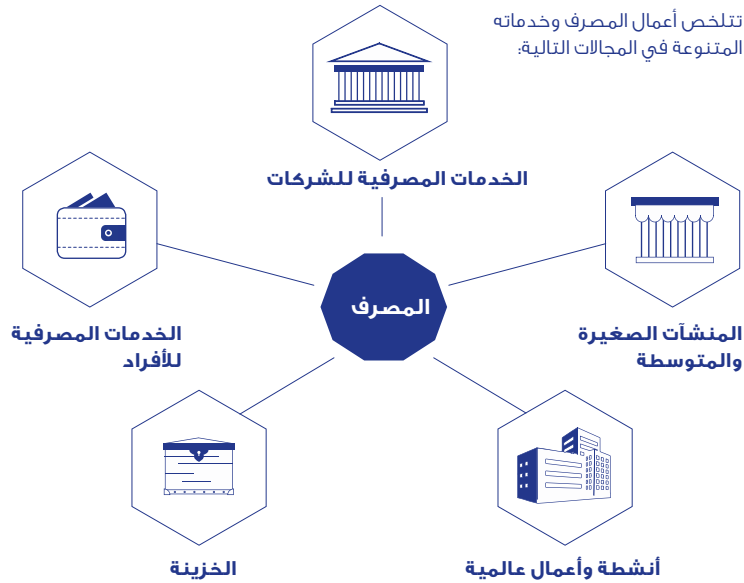 تتلخص أعمال المصرف وخدماته
المتنوعة في المجالات التالية:
الخدمات المصرفية للشركات
المصرف
المنشآت الصغيرة
والمتوسطة
الخدمات المصرفية
للأفراد
أنشطة وأعمال عالمية
الخزينة